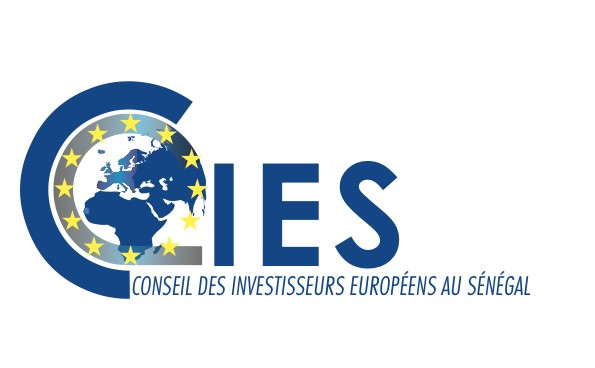 CIES
CONSEIL DES INVESTISSEURS EUROPÉENS AU SÉNÉGAL